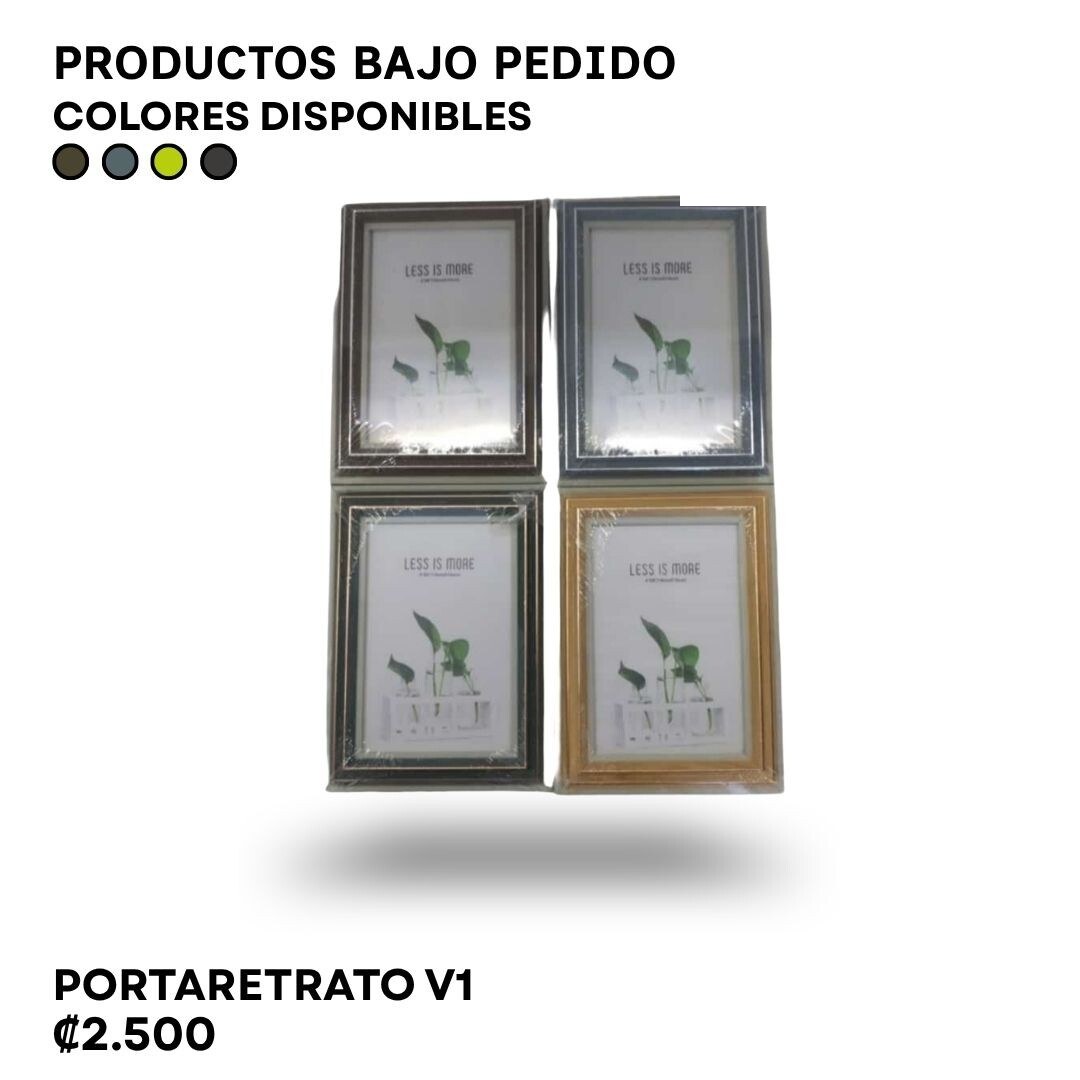 PRODUCTOS BAJO PEDIDO
COLORES DISPONIBLES
LESS IS MORE
LESS IS MORE
LESS IS MORE
LESS IS MORE
PORTARETRATO V1
₡2.500